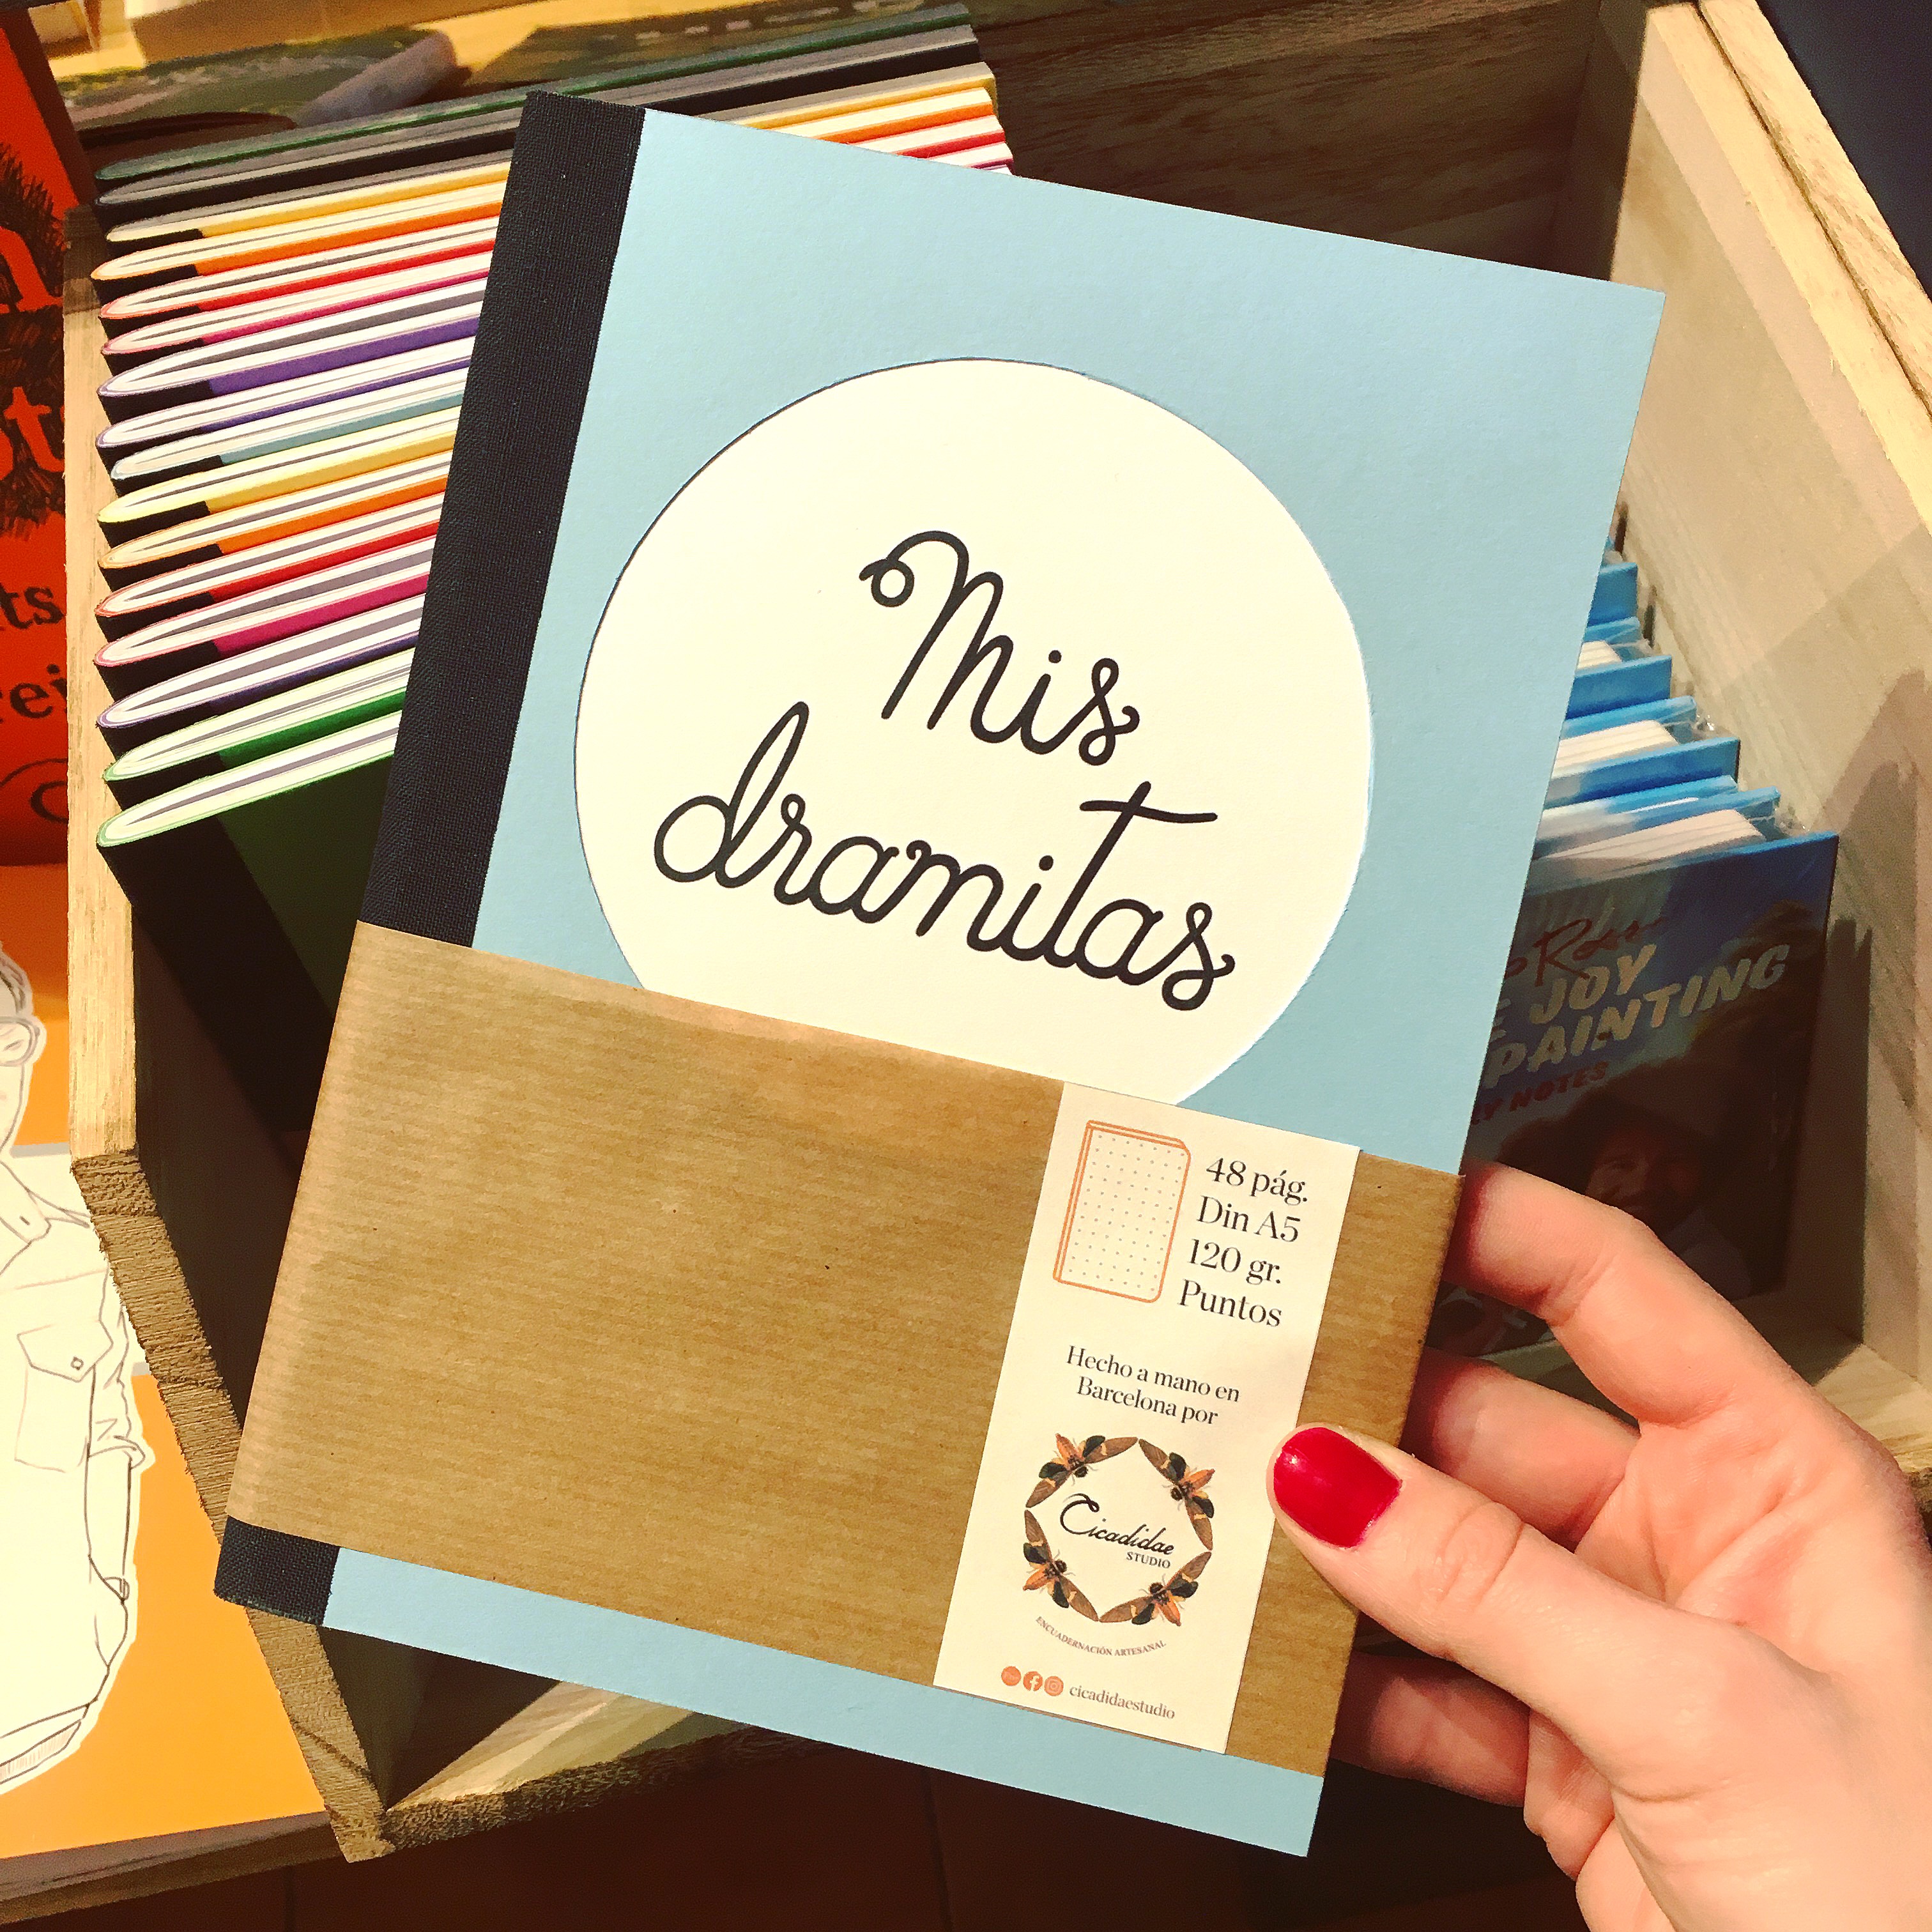 Mis
dramitas
48 pág.
Din A5
120 gr.
Puntos
Hecho a mano en
Barcelona por
Cicadidae
STUDIO
ENCUADERNACIÓN ARTESANAL
cicadidaestudio
Ross
JOY
PAINTING
NOTES